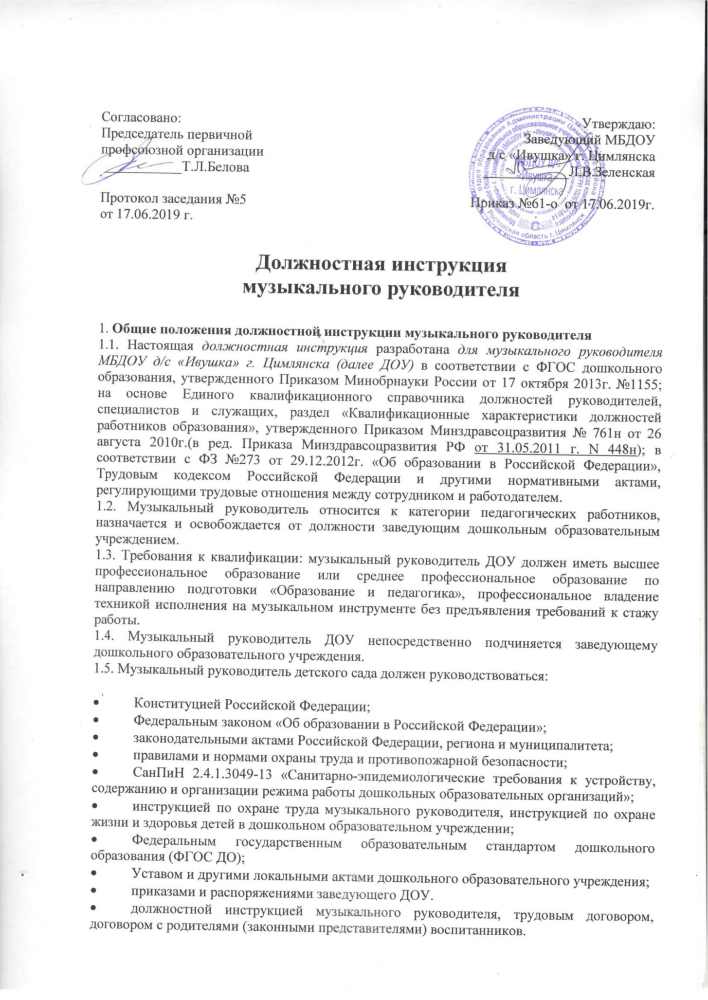 Согласовано:
Председатель первичной
профсоюзной организации
___________Т.Л.Белова
Протокол заседания №5
от 17.06.2019 г.
Утверждаю:
Заведующий МБДОУ
д/с «Ивушка» г. Цимлянска
__________Л.В.Зеленская
Приказ №61-о от 17.06.2019г.
отдел образования Администрации Цимлянского района
Ростовская область г. Цимлянск
МБДОУ д/с
«Ивушка»
г. Цимлянска
Должностная инструкция
музыкального руководителя
1. Общие положения должностной инструкции музыкального руководителя
1.1. Настоящая должностная инструкция разработана для музыкального руководителя
МБДОУ д/с «Ивушка» г. Цимлянска (далее ДОУ) в соответствии с ФГОС дошкольного
образования, утвержденного Приказом Минобрнауки России от 17 октября 2013г. №1155;
на основе Единого квалификационного справочника должностей руководителей,
специалистов и служащих, раздел «Квалификационные характеристики должностей
работников образования», утвержденного Приказом Минздравсоцразвития № 761н от 26
августа 2010г.(в ред. Приказа Минздравсоцразвития РФ от 31.05.2011 г. N 448н); в
соответствии с ФЗ №273 от 29.12.2012г. «Об образовании в Российской Федерации»,
Трудовым кодексом Российской Федерации и другими нормативными актами,
регулирующими трудовые отношения между сотрудником и работодателем.
1.2. Музыкальный руководитель относится к категории педагогических работников,
назначается и освобождается от должности заведующим дошкольным образовательным
учреждением.
1.3. Требования к квалификации: музыкальный руководитель ДОУ должен иметь высшее
профессиональное образование или среднее профессиональное образование по
направлению подготовки «Образование и педагогика», профессиональное владение
техникой исполнения на музыкальном инструменте без предъявления требований к стажу
работы.
1.4. Музыкальный руководитель ДОУ непосредственно подчиняется заведующему
дошкольного образовательного учреждения.
1.5. Музыкальный руководитель детского сада должен руководствоваться:
• Конституцией Российской Федерации;
• Федеральным законом «Об образовании в Российской Федерации»;
• законодательными актами Российской Федерации, региона и муниципалитета;
• правилами и нормами охраны труда и противопожарной безопасности;
• СанПиН 2.4.1.3049-13 «Санитарно-эпидемиологические требования к устройству,
содержанию и организации режима работы дошкольных образовательных организаций»;
• инструкцией по охране труда музыкального руководителя, инструкцией по охране
жизни и здоровья детей в дошкольном образовательном учреждении;
• Федеральным государственным образовательным стандартом дошкольного
образования (ФГОС ДО);
• Уставом и другими локальными актами дошкольного образовательного учреждения;
• приказами и распоряжениями заведующего ДОУ.
• должностной инструкцией музыкального руководителя, трудовым договором,
договором с родителями (законными представителями) воспитанников.